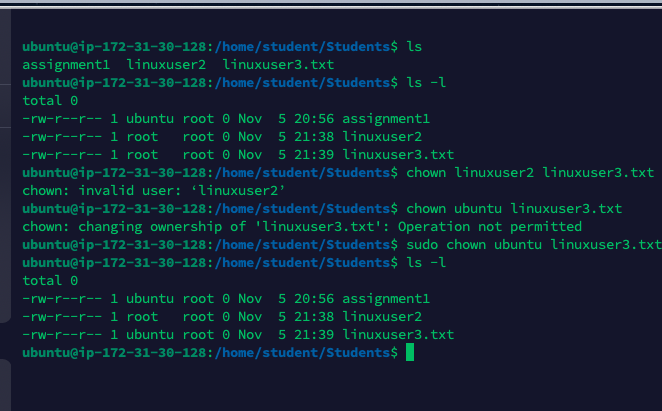 ubuntu@ip-172-31-30-128:/home/student/Students$ ls
assignment1  linuxuser2  linuxuser3.txt
ubuntu@ip-172-31-30-128:/home/student/Students$ ls -l
total 0
-rw-r--r-- 1 ubuntu root 0 Nov  5 20:56 assignment1
-rw-r--r-- 1 root   root 0 Nov  5 21:38 linuxuser2
-rw-r--r-- 1 root   root 0 Nov  5 21:39 linuxuser3.txt
ubuntu@ip-172-31-30-128:/home/student/Students$ chown linuxuser2 linuxuser3.txt
chown: invalid user: ‘linuxuser2’
ubuntu@ip-172-31-30-128:/home/student/Students$ chown ubuntu linuxuser3.txt
chown: changing ownership of 'linuxuser3.txt': Operation not permitted
ubuntu@ip-172-31-30-128:/home/student/Students$ sudo chown ubuntu linuxuser3.txt
ubuntu@ip-172-31-30-128:/home/student/Students$ ls -l
total 0
-rw-r--r-- 1 ubuntu root 0 Nov  5 20:56 assignment1
-rw-r--r-- 1 root   root 0 Nov  5 21:38 linuxuser2
-rw-r--r-- 1 ubuntu root 0 Nov  5 21:39 linuxuser3.txt
ubuntu@ip-172-31-30-128:/home/student/Students$